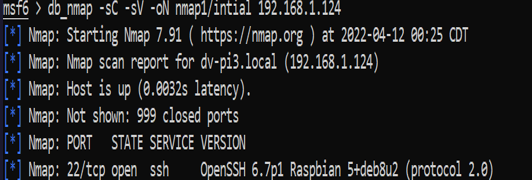 msf6 > db_nmap -sC -sV -oN nmap1/intial 192.168.1.124
[*] Nmap: Starting Nmap 7.91 ( https://nmap.org ) at 2022-04-12 00:25 CDT
[*] Nmap: Nmap scan report for dv-pi3.local (192.168.1.124)
[*] Nmap: Host is up (0.0032s latency).
[*] Nmap: Not shown: 999 closed ports
[*] Nmap: PORT   STATE SERVICE VERSION
[*] Nmap: 22/tcp open  ssh     OpenSSH 6.7p1 Raspbian 5+deb8u2 (protocol 2.0)